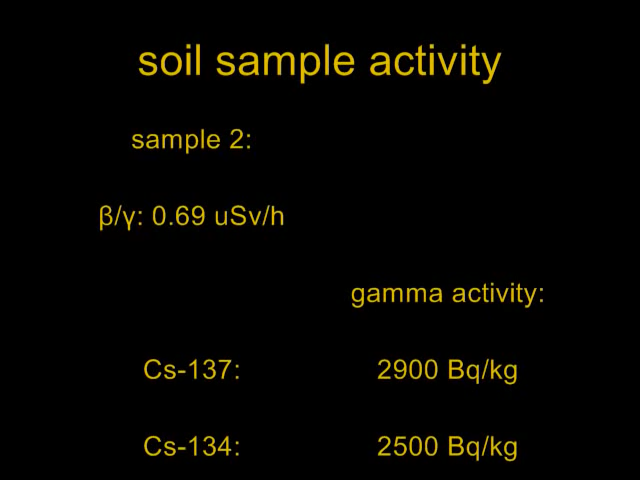 soil sample activity
sample 2:
β/γ: 0.69 uSv/h
gamma activity:
Cs-137: 2900 Bq/kg
Cs-134: 2500 Bq/kg